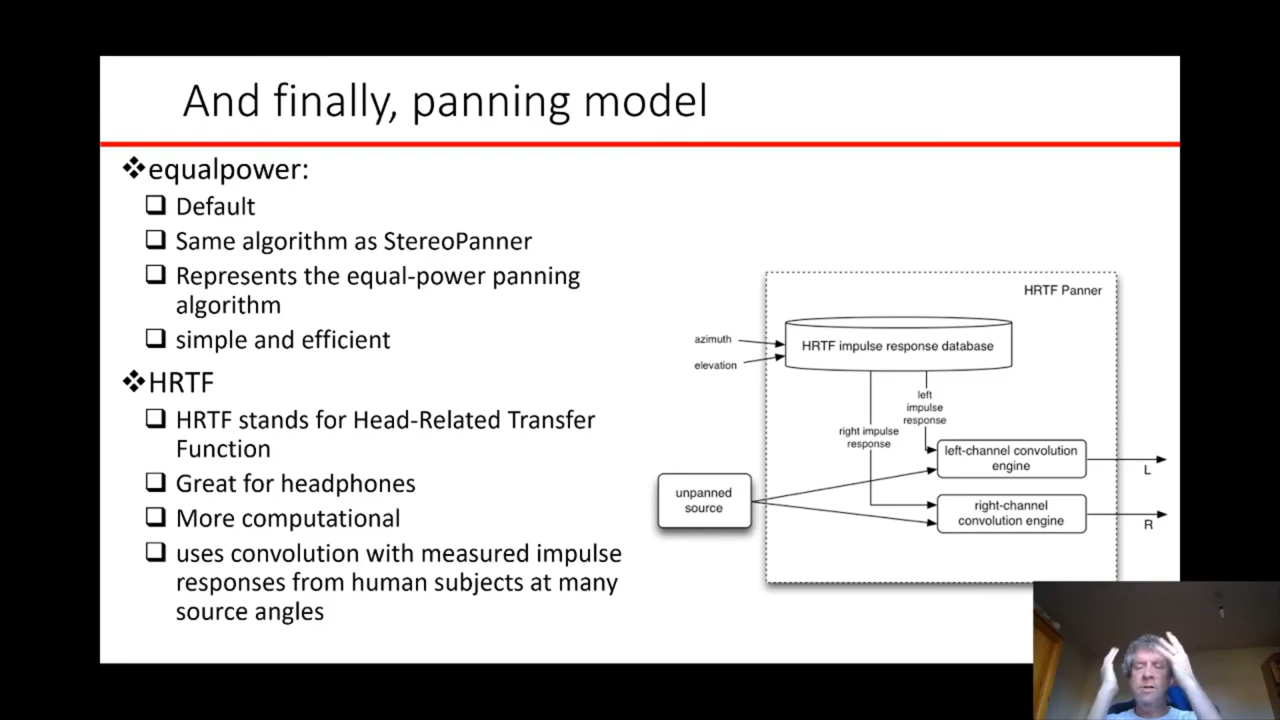 And finally, panning model
❖equalpower:
❑ Default
❑ Same algorithm as StereoPanner
❑ Represents the equal-power panning
algorithm
❑ simple and efficient
❖HRTF
❑ HRTF stands for Head-Related Transfer
Function
❑ Great for headphones
❑ More computational
❑ uses convolution with measured impulse
responses from human subjects at many
source angles
HRTF Panner
azimuth
elevation
HRTF impulse response database
left
impulse
response
right impulse
response
left-channel convolution
engine
L
unpanned
source
right-channel
convolution engine
R